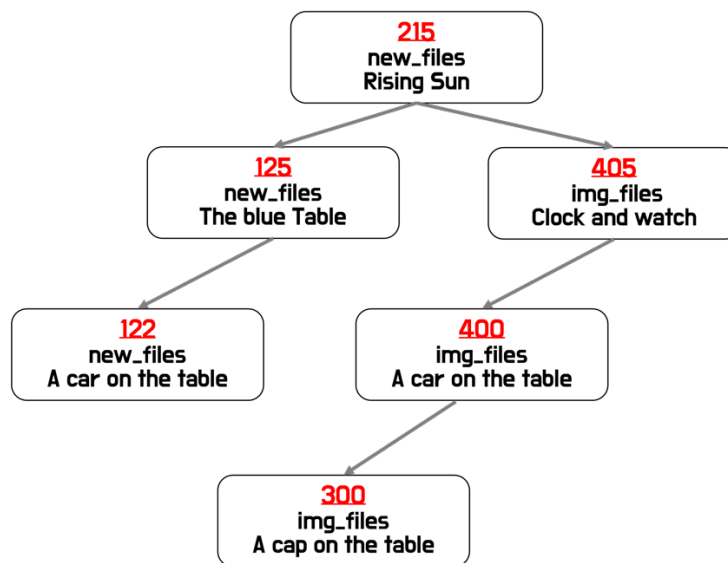 215
new_files
Rising Sun
125
new_files
The blue Table
405
img_files
Clock and watch
122
new_files
A car on the table
400
img_files
A car on the table
300
img_files
A cap on the table